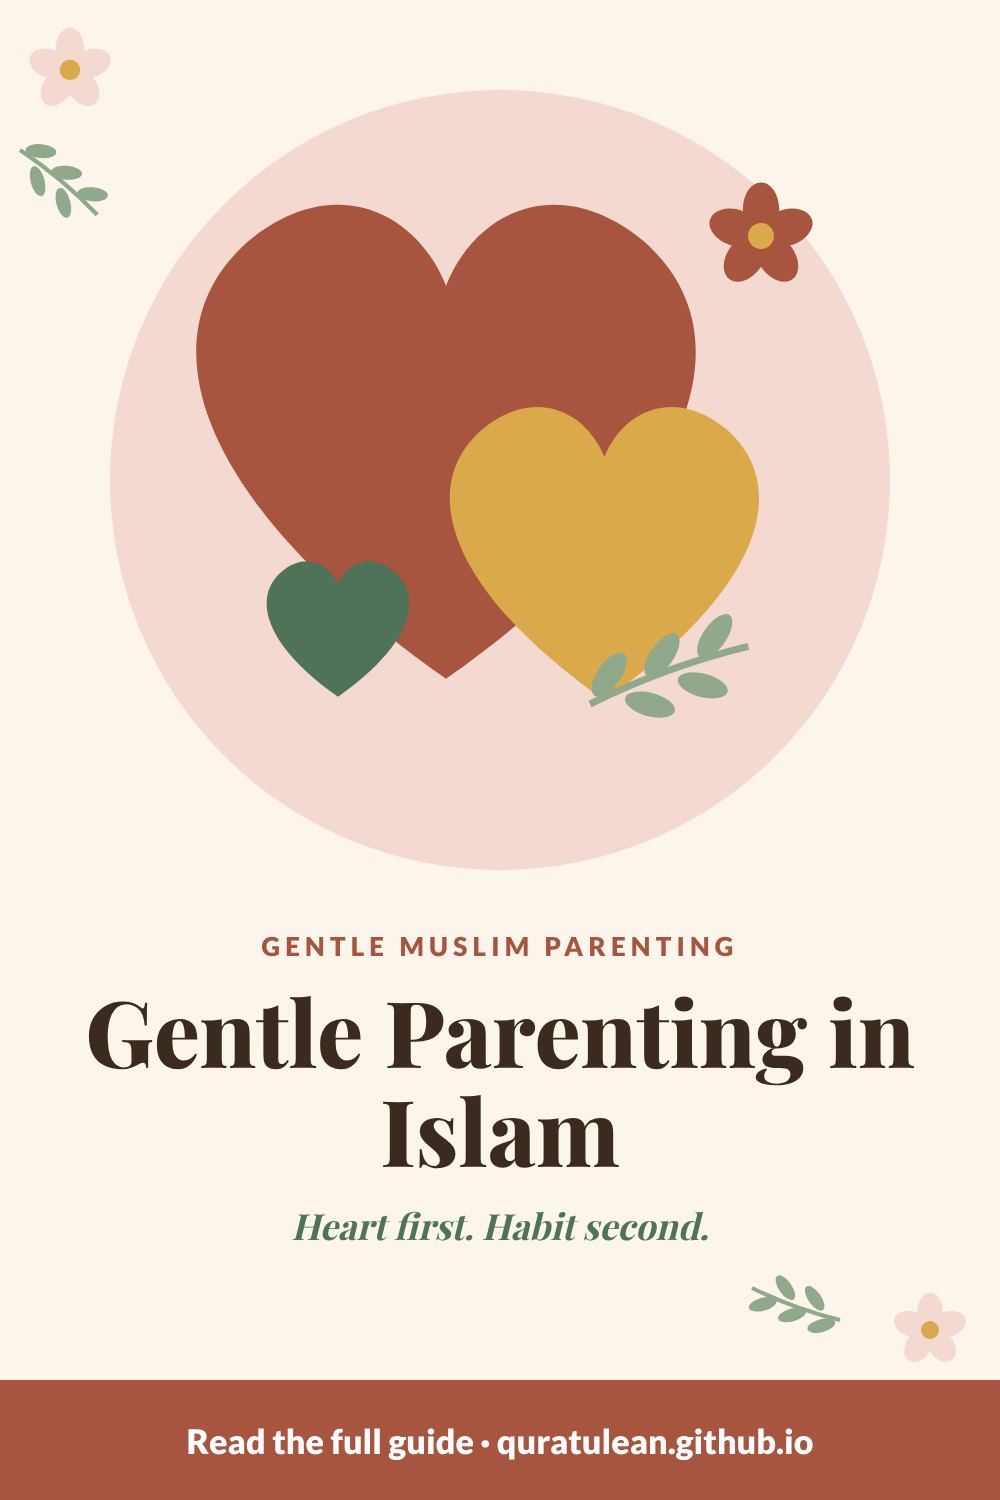 GENTLE MUSLIM PARENTING
Gentle Parenting in
Islam
Heart first. Habit second.
Read the full guide • quratulean.github.io